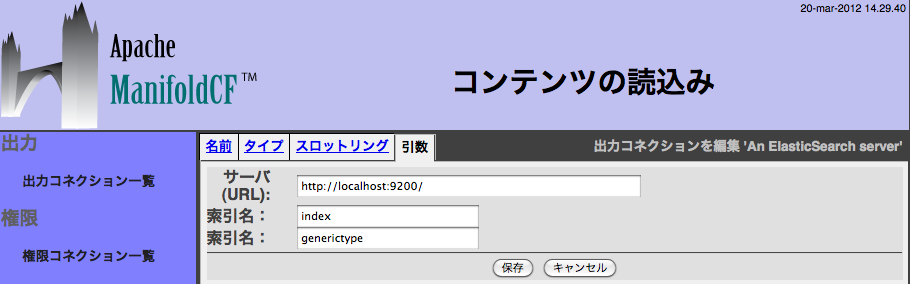 20-mar-2012 14.29.40
Apache
ManifoldCF™
コンテンツの読込み
出力
出力コネクション一覧
権限
権限コネクション一覧
名前 タイプ スロットリング 引数 出力コネクションを編集 'An ElasticSearch server'
サーバ
(URL): http://localhost:9200/
索引名： index
索引名： generictype
保存 キャンセル